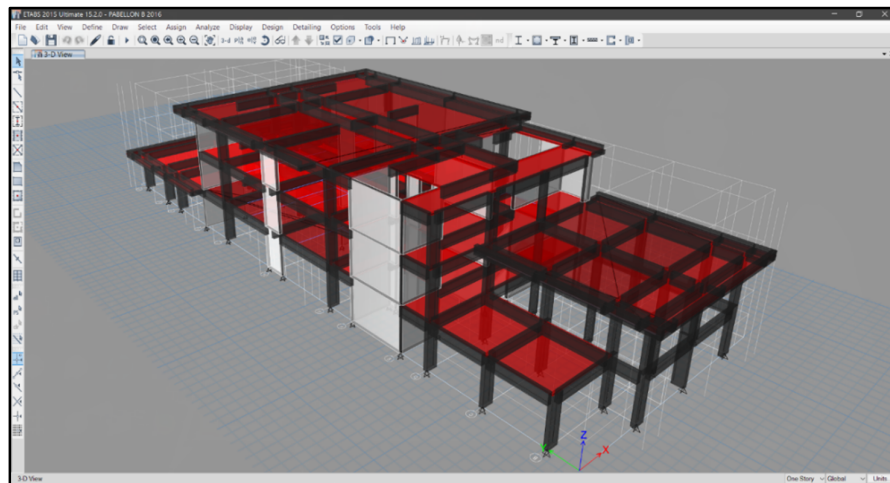 ETABS 2015 Ultimate 15.2.0 - PABELLON B 2016
File Edit View Define Draw Select Assign Analyze Display Design Detailing Options Tools Help
3-D View
Z
X
3-D View One Story Global Units